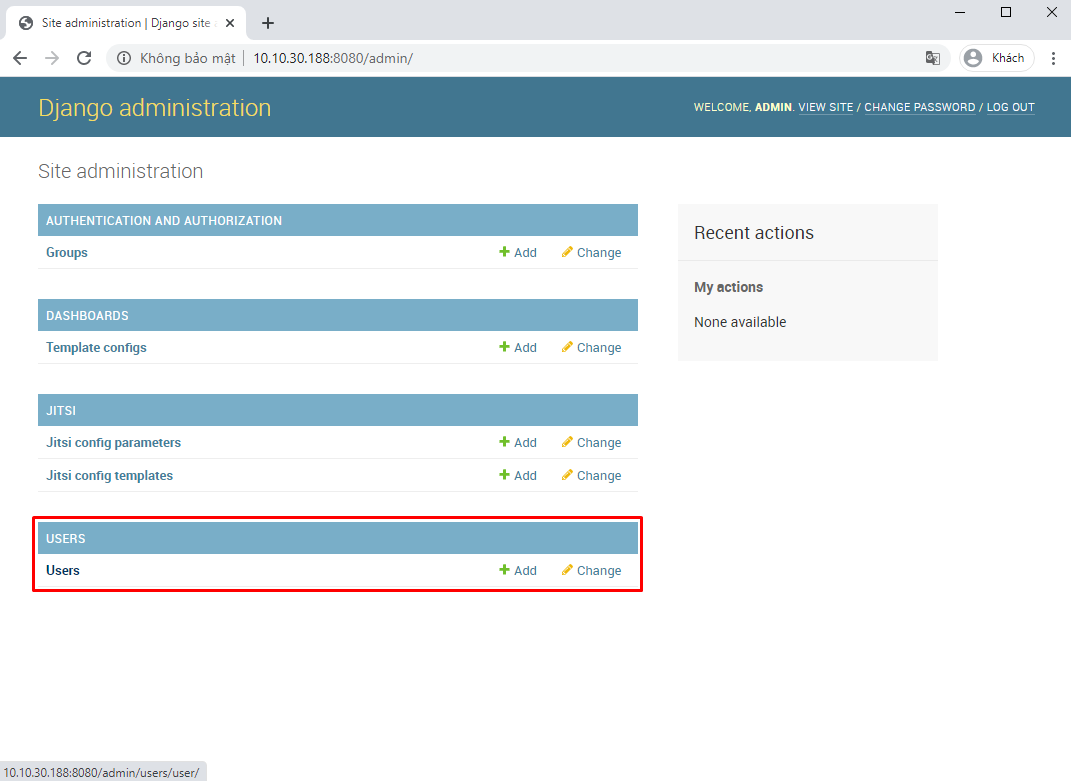 Site administration | Django site
Không bảo mật | 10.10.30.188:8080/admin/
Khách
Django administration
WELCOME, ADMIN. VIEW SITE / CHANGE PASSWORD / LOG OUT
Site administration
AUTHENTICATION AND AUTHORIZATION
Groups Add Change
DASHBOARDS
Template configs Add Change
JITSI
Jitsi config parameters Add Change
Jitsi config templates Add Change
USERS
Users Add Change
Recent actions
My actions
None available
10.10.30.188:8080/admin/users/user/